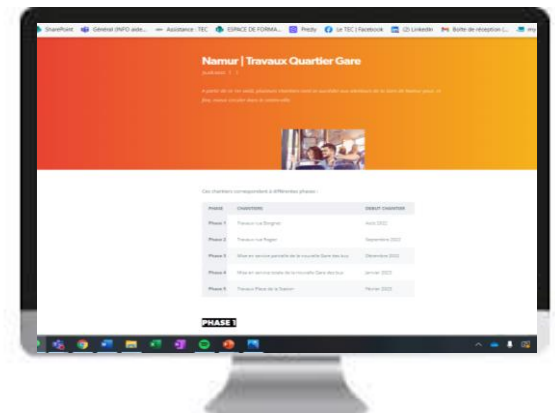 SharePoint Général (INFO aide... Assistance : TEC ESPACE DE FORMA... Prezly Le TEC | Facebook (2) LinkedIn Boîte de réception (... my
Namur | Travaux Quartier Gare
Ces chantiers correspondent à différentes phases :
PHASE CHANTIERS DEBUT CHANTIER
Phase 1 Travaux rue Août 2022
Phase 2 Travaux rue Rogier Septembre 2022
Phase 3 Mise en service partielle de la nouvelle Gare des bus Décembre 2022
Phase 4 Mise en service totale de la nouvelle Gare des bus Janvier
Phase 5 Travaux Place de la Station Février
PHASE 1